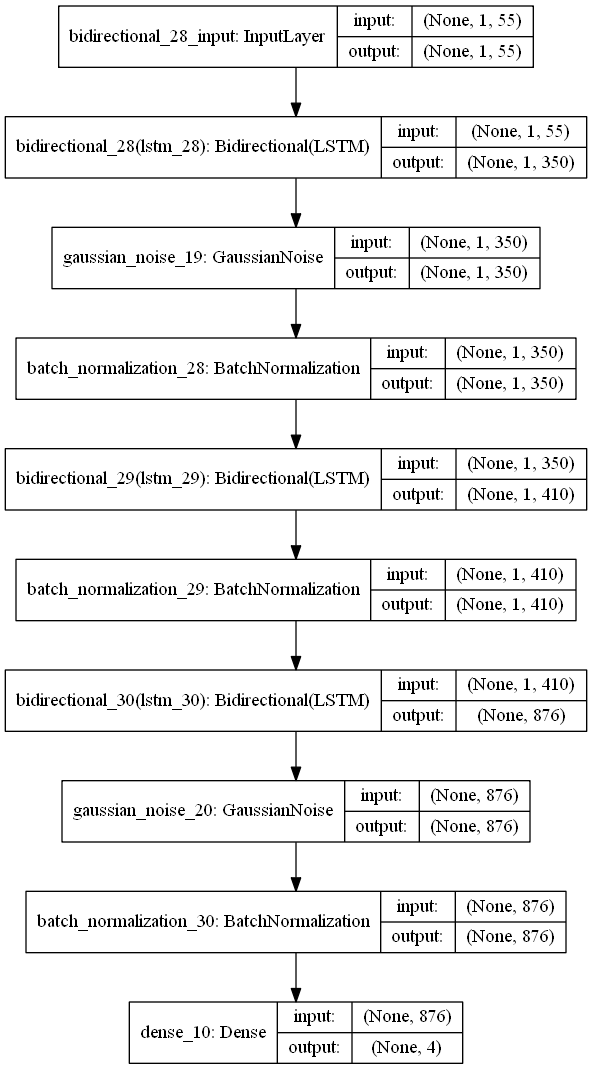 bidirectional_28_input: InputLayer
input: (None, 1, 55)
output: (None, 1, 55)
bidirectional_28(lstm_28): Bidirectional(LSTM)
input: (None, 1, 55)
output: (None, 1, 350)
gaussian_noise_19: GaussianNoise
input: (None, 1, 350)
output: (None, 1, 350)
batch_normalization_28: BatchNormalization
input: (None, 1, 350)
output: (None, 1, 350)
bidirectional_29(lstm_29): Bidirectional(LSTM)
input: (None, 1, 350)
output: (None, 1, 410)
batch_normalization_29: BatchNormalization
input: (None, 1, 410)
output: (None, 1, 410)
bidirectional_30(lstm_30): Bidirectional(LSTM)
input: (None, 1, 410)
output: (None, 876)
gaussian_noise_20: GaussianNoise
input: (None, 876)
output: (None, 876)
batch_normalization_30: BatchNormalization
input: (None, 876)
output: (None, 876)
dense_10: Dense
input: (None, 876)
output: (None, 4)